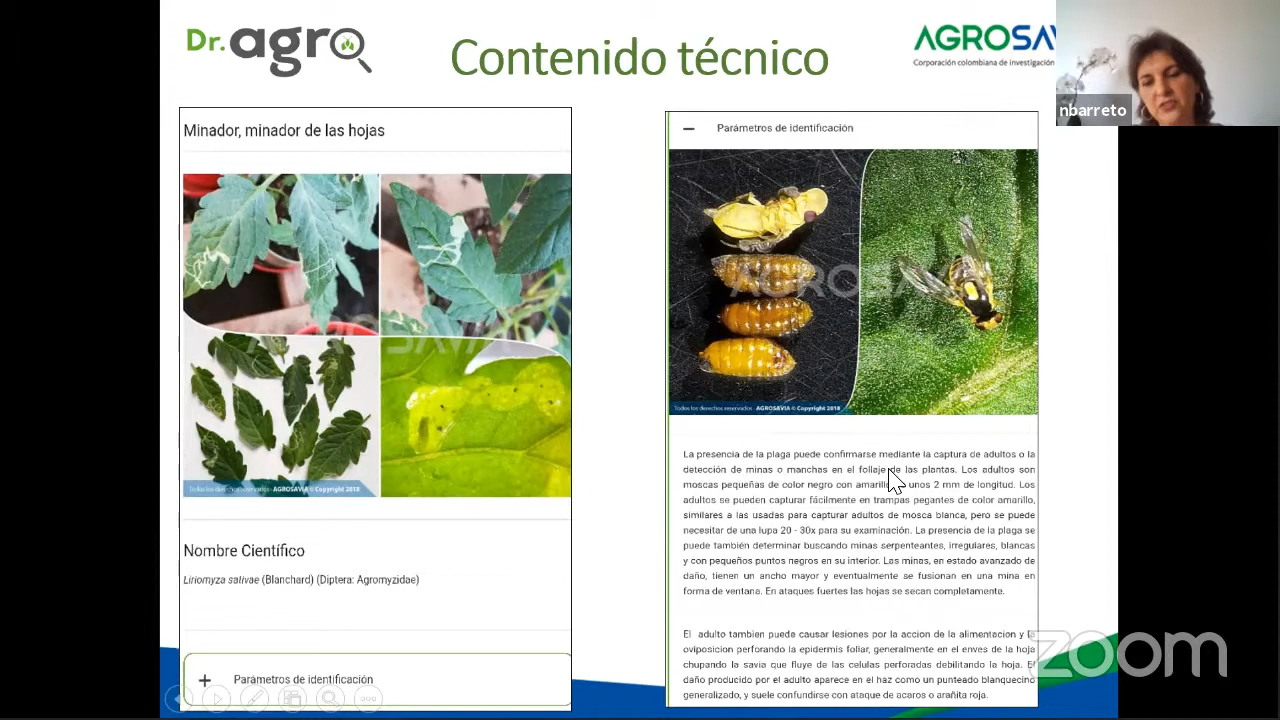 Dr. agro
Contenido técnico
AGROSAV
Corporación colombiana de investigación
nbarreto
Minador, minador de las hojas
SAVIA
Todos los derechos reservados - AGROSAVIA © Copyright 2018
Nombre Científico
Liriomyza salivae (Blanchard) (Diptera: Agromyzidae)
+ Parámetros de identificación
− Parámetros de identificación
AGROSA
Todos los derechos reservados - AGROSAVIA © Copyright 2018
La presencia de la plaga puede confirmarse mediante la captura de adultos o la
detección de minas o manchas en el follaje de las plantas. Los adultos son
moscas pequeñas de color negro con amarillo unos 2 mm de longitud. Los
adultos se pueden capturar fácilmente en trampas pegantes de color amarillo,
similares a las usadas para capturar adultos de mosca blanca, pero se puede
necesitar de una lupa 20 - 30x para su examinación. La presencia de la plaga se
puede también determinar buscando minas serpenteantes, irregulares, blancas
y con pequeños puntos negros en su interior. Las minas, en estado avanzado de
daño, tienen un ancho mayor y eventualmente se fusionan en una mina en
forma de ventana. En ataques fuertes las hojas se secan completamente.
El adulto tambien puede causar lesiones por la accion de la alimentacion y la
oviposicion perforando la epidermis foliar, generalmente en el enves de la hoja
chupando la savia que fluye de las celulas perforadas debilitando la hoja. El
daño producido por el adulto aparece en el haz como un punteado blanquecino
generalizado, y suele confundirse con ataque de acaros o arañita roja.
zoom